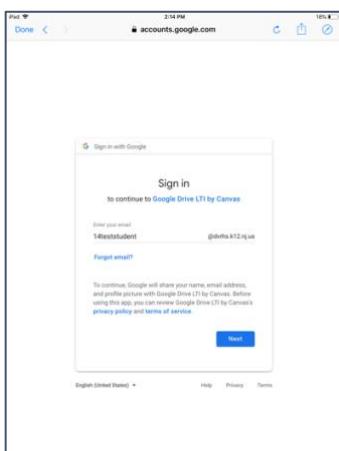 iPad 2:14 PM 18%
Done accounts.google.com
G Sign in with Google
Sign in
to continue to Google Drive LTI by Canvas
Enter your email
14teststudent @dvrhs.k12.nj.us
Forgot email?
To continue, Google will share your name, email address,
and profile picture with Google Drive LTI by Canvas. Before
using this app, you can review Google Drive LTI by Canvas's
privacy policy and terms of service.
Next
English (United States) Help Privacy Terms